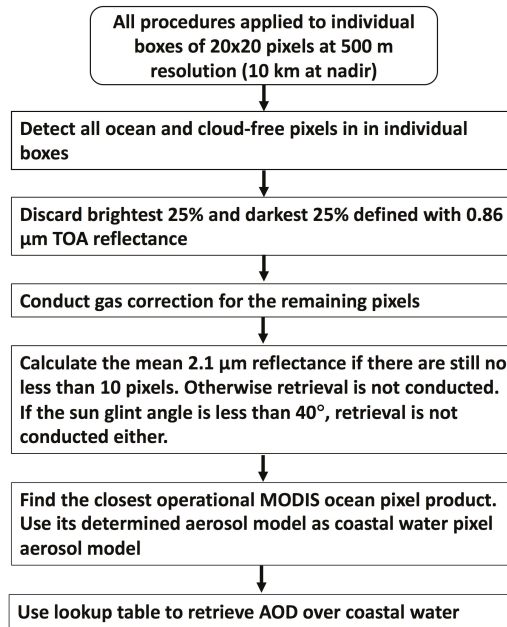 All procedures applied to individual
boxes of 20x20 pixels at 500 m
resolution (10 km at nadir)
Detect all ocean and cloud-free pixels in in individual
boxes
Discard brightest 25% and darkest 25% defined with 0.86
µm TOA reflectance
Conduct gas correction for the remaining pixels
Calculate the mean 2.1 µm reflectance if there are still no
less than 10 pixels. Otherwise retrieval is not conducted.
If the sun glint angle is less than 40°, retrieval is not
conducted either.
Find the closest operational MODIS ocean pixel product.
Use its determined aerosol model as coastal water pixel
aerosol model
Use lookup table to retrieve AOD over coastal water